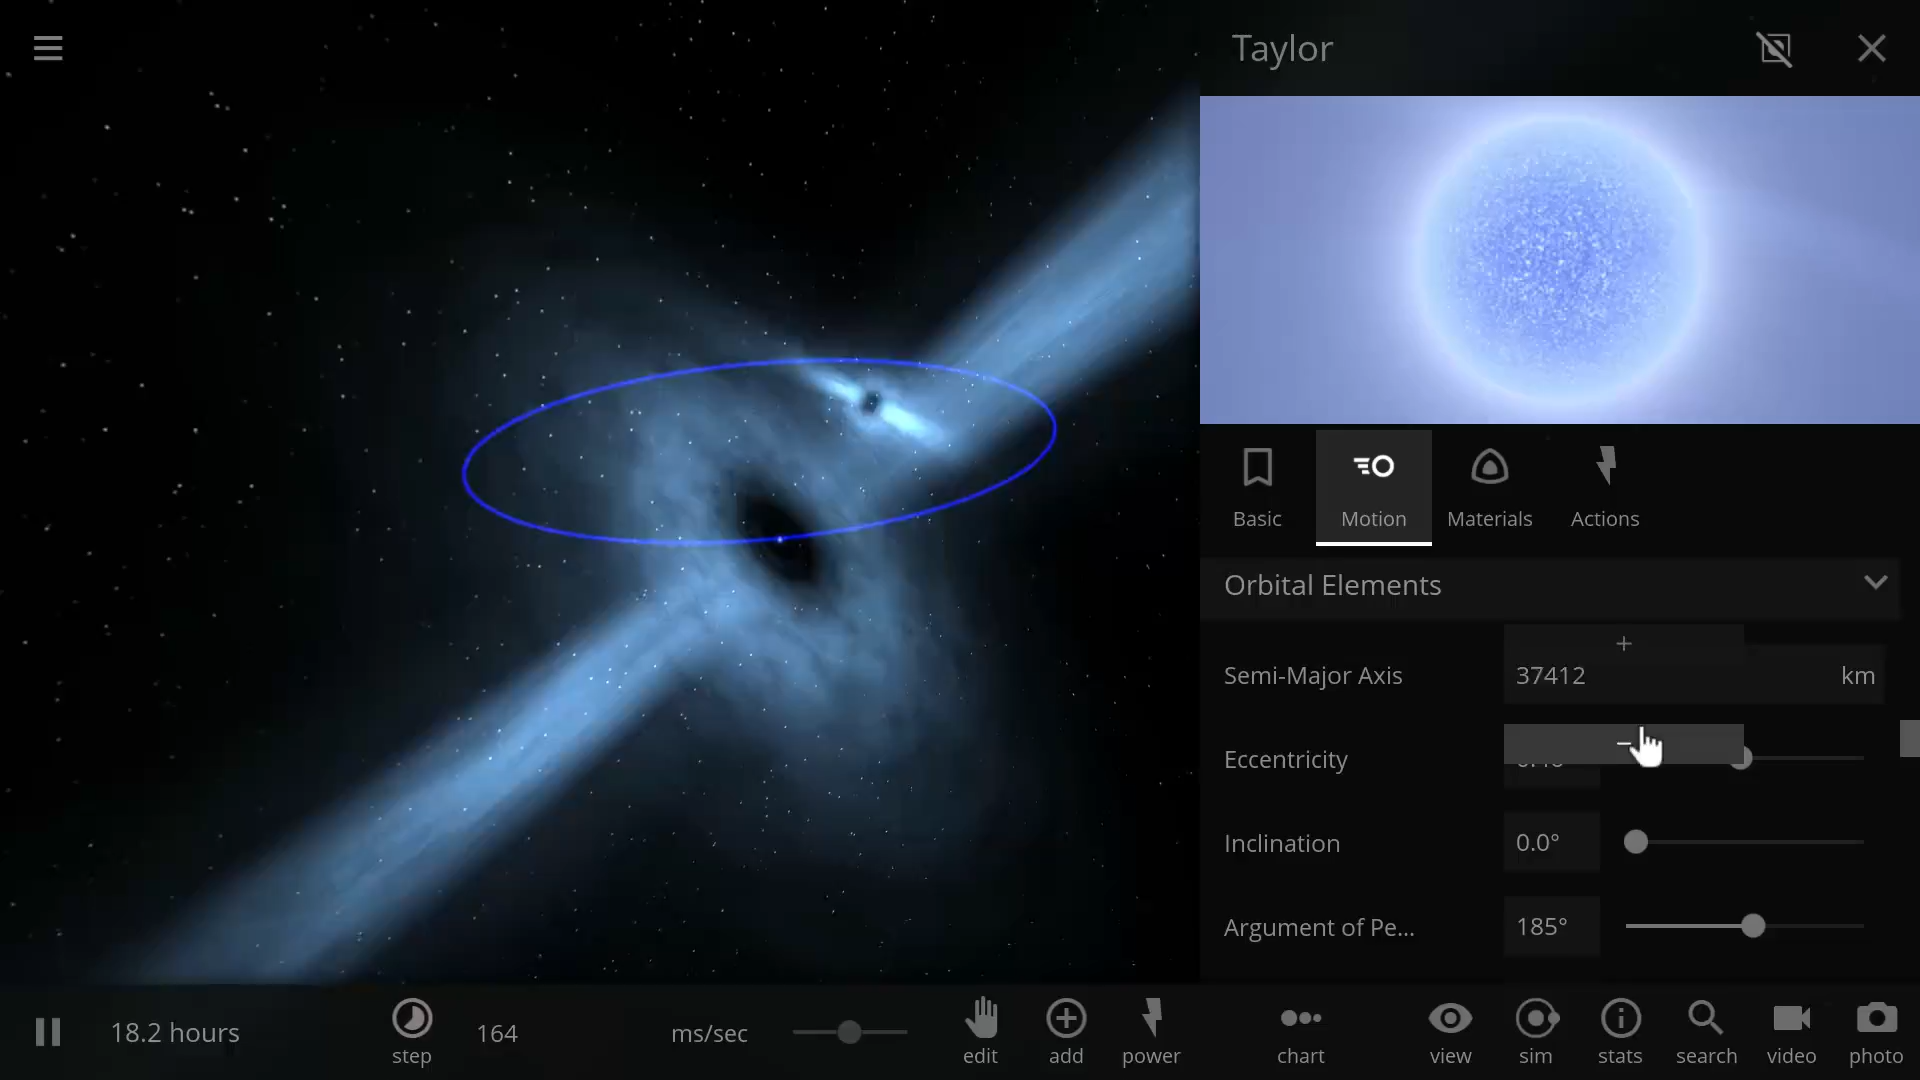 Taylor
Basic
Motion
Materials
Actions
Orbital Elements
+
Semi-Major Axis 37412 km
−
Eccentricity
Inclination 0.0°
Argument of Pe...  185°
18.2 hours
step
164
ms/sec
edit
add
power
chart
view
sim
stats
search
video
photo